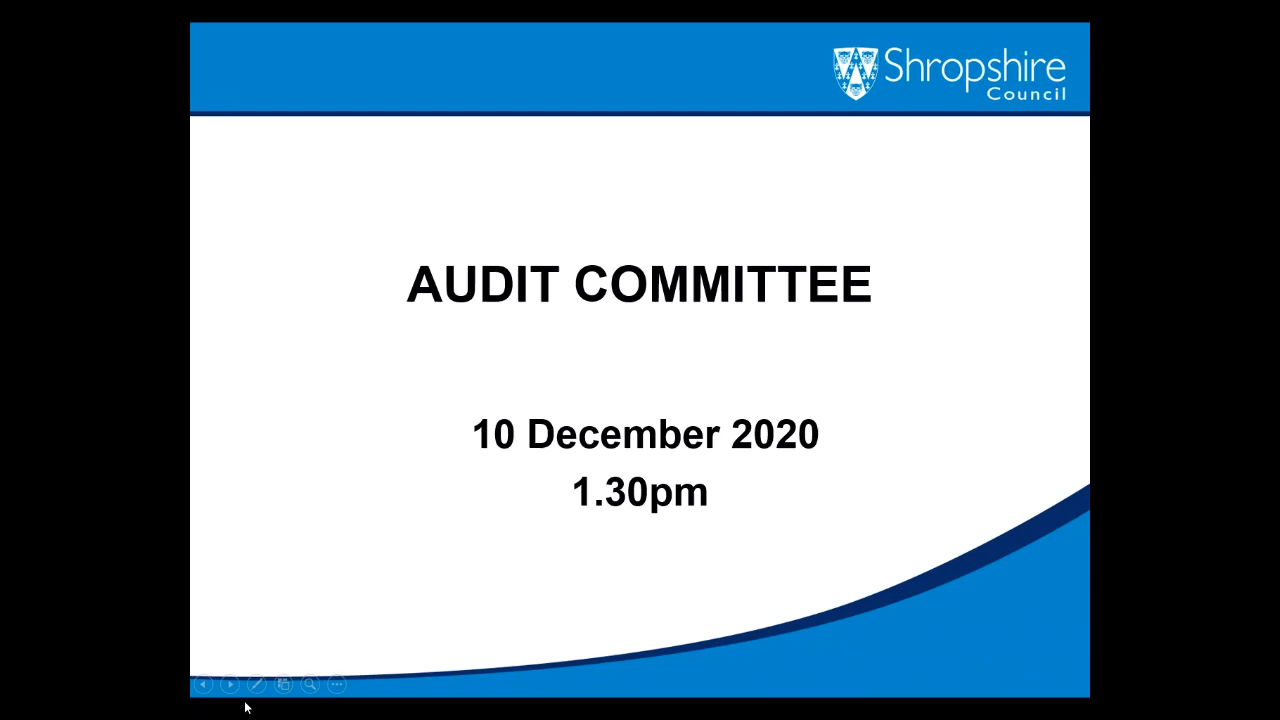 Shropshire
Council
AUDIT COMMITTEE
10 December 2020
1.30pm